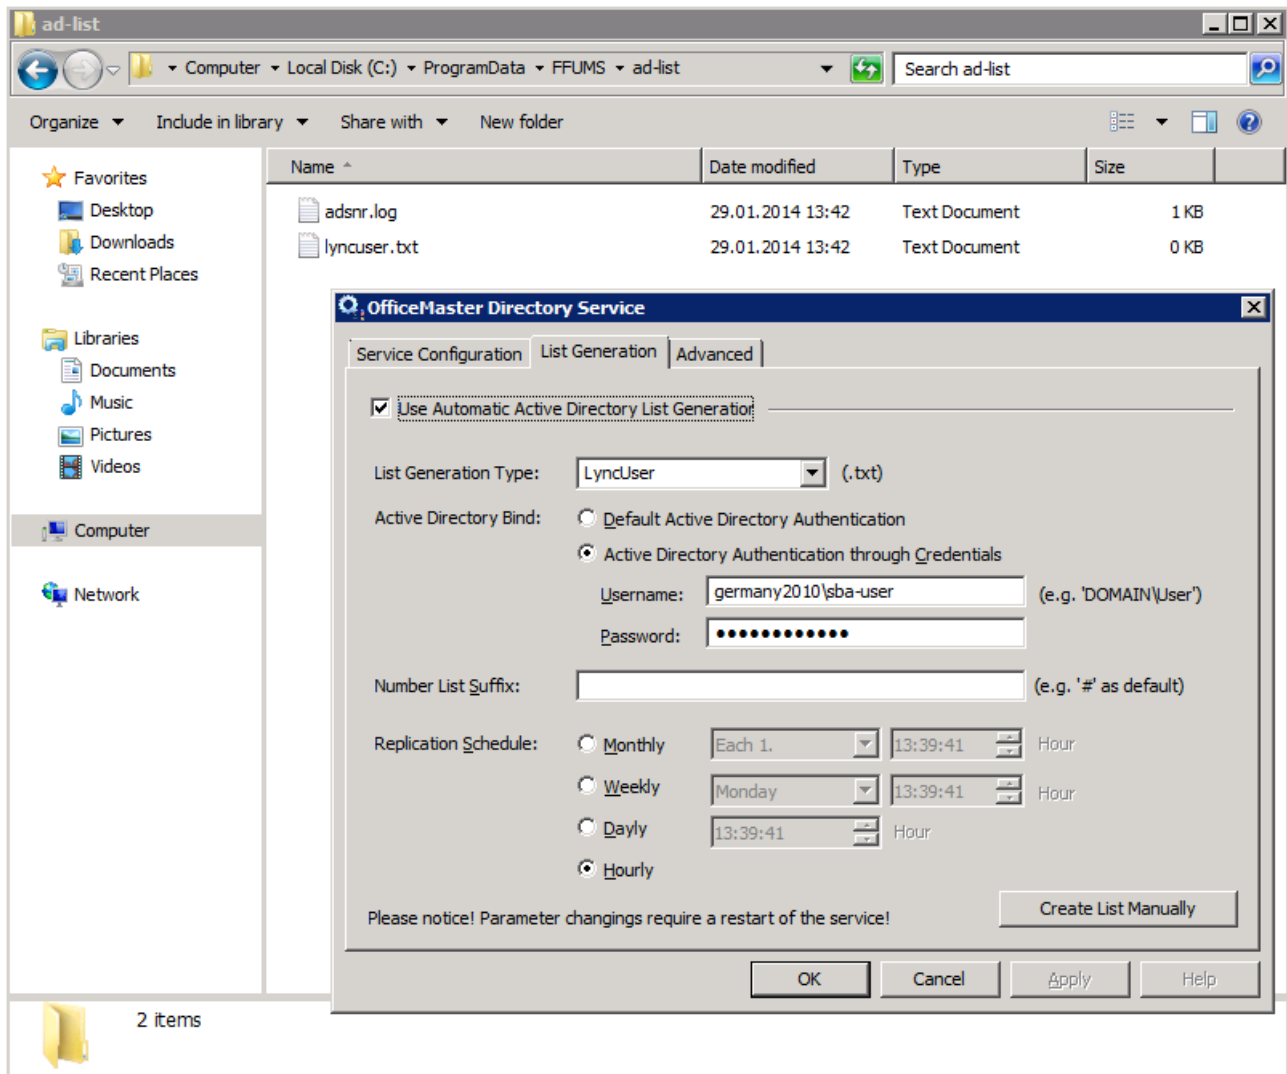 ad-list
Computer Local Disk (C:) ProgramData FFUMS ad-list Search ad-list
Organize Include in library Share with New folder
Name Date modified Type Size
Favorites
Desktop
Downloads
Recent Places
Libraries
Documents
Music
Pictures
Videos
Computer
Network
adsnr.log 29.01.2014 13:42 Text Document 1 KB
lyncuser.txt 29.01.2014 13:42 Text Document 0 KB
OfficeMaster Directory Service
Service Configuration List Generation Advanced
Use Automatic Active Directory List Generation
List Generation Type: LyncUser (.txt)
Active Directory Bind: Default Active Directory Authentication
Active Directory Authentication through Credentials
Username: germany2010\sba-user (e.g. 'DOMAIN\User')
Password: ●●●●●●●●●●●●
Number List Suffix: (e.g. '#' as default)
Replication Schedule: Monthly Each 1. 13:39:41 Hour
Weekly Monday 13:39:41 Hour
Dayly 13:39:41 Hour
Hourly
Please notice! Parameter changings require a restart of the service! Create List Manually
OK Cancel Apply Help
2 items